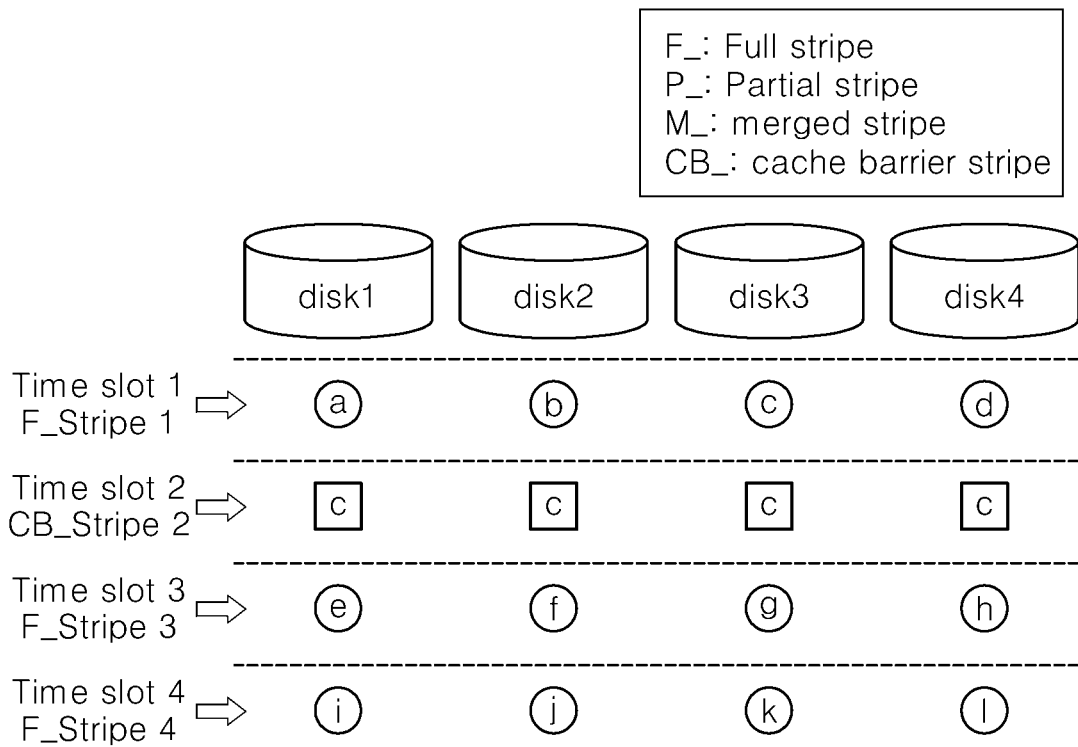 F_: Full stripe
P_: Partial stripe
M_: merged stripe
CB_: cache barrier stripe
disk1 disk2 disk3 disk4
Time slot 1
F_Stripe 1
a b c d
Time slot 2
CB_Stripe 2
c c c c
Time slot 3
F_Stripe 3
e f g h
Time slot 4
F_Stripe 4
i j k l